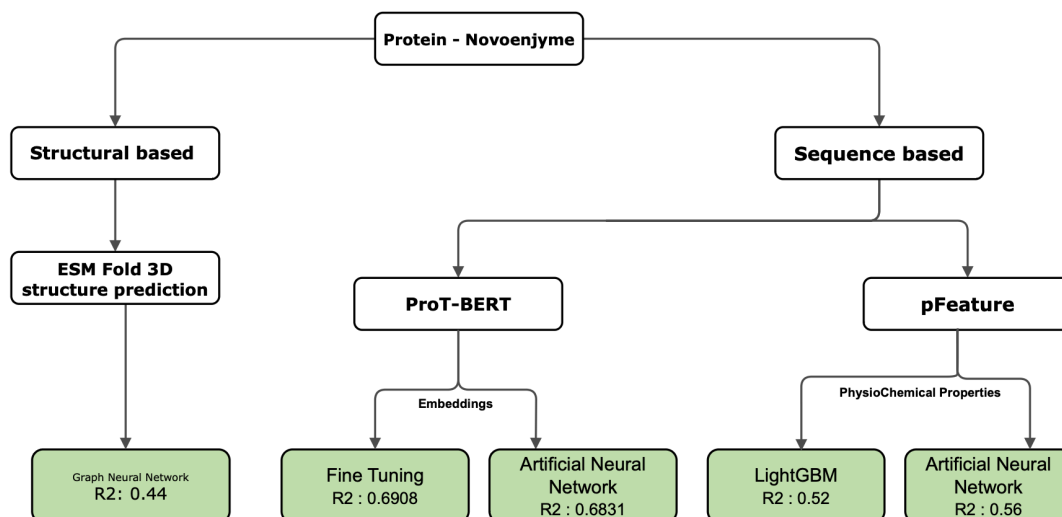 Protein - Novoenjyme
Structural based
Sequence based
ESM Fold 3D
structure prediction
ProT-BERT
pFeature
Embeddings
PhysioChemical Properties
Graph Neural Network
R2: 0.44
Fine Tuning
R2 : 0.6908
Artificial Neural
Network
R2 : 0.6831
LightGBM
R2 : 0.52
Artificial Neural
Network
R2 : 0.56